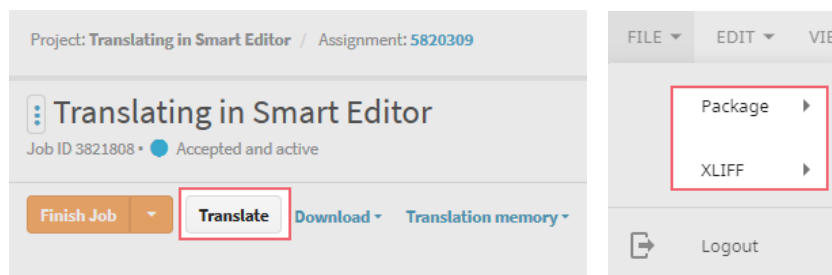 Project: Translating in Smart Editor / Assignment: 5820309
Translating in Smart Editor
Job ID 3821808 • Accepted and active
Finish Job Translate Download Translation memory
FILE EDIT VIE
Package
XLIFF
Logout